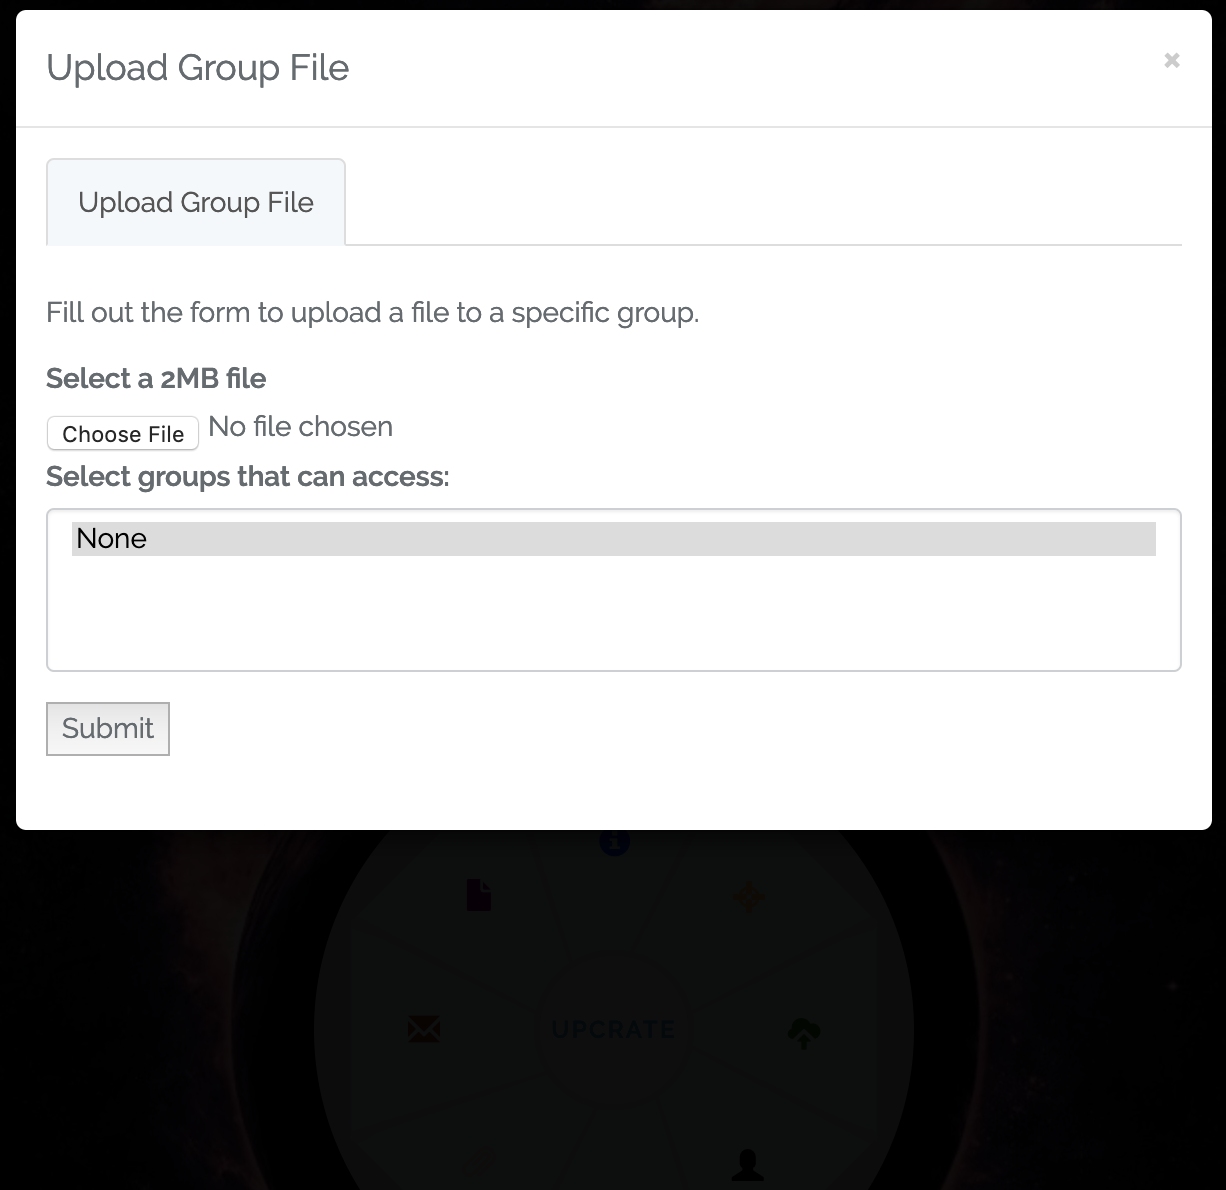 Upload Group File
Upload Group File
Fill out the form to upload a file to a specific group.
Select a 2MB file
Choose File No file chosen
Select groups that can access:
None
Submit
UPCRATE